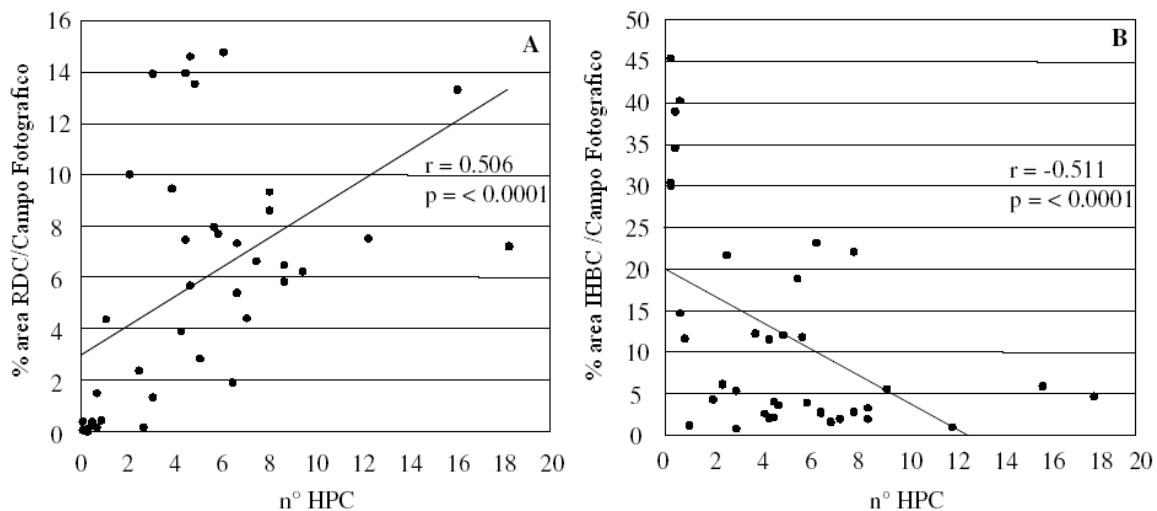 A
% area RDC/Campo Fotografico
16
14
12
10
8
6
4
2
0
r = 0.506
p = < 0.0001
0 2 4 6 8 10 12 14 16 18 20
n° HPC
B
% area IHBC /Campo Fotografico
50
45
40
35
30
25
20
15
10
5
0
r = -0.511
p = < 0.0001
0 2 4 6 8 10 12 14 16 18 20
n° HPC